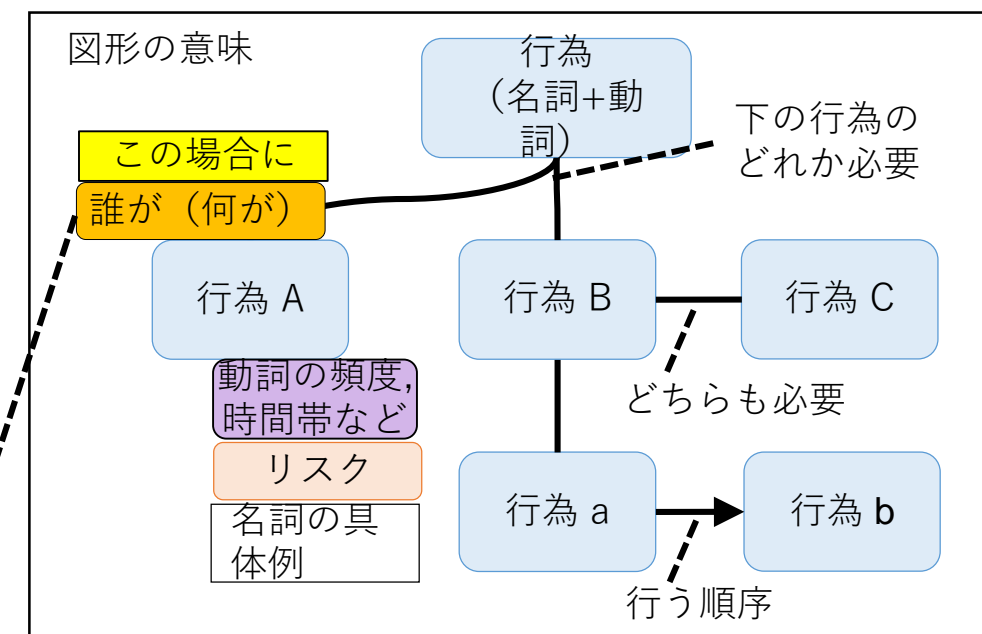 図形の意味
行為
(名詞+動
詞)
下の行為の
どれか必要
この場合に
誰が（何が）
行為 A
行為 B
行為 C
動詞の頻度,
時間帯など
どちらも必要
リスク
名詞の具
体例
行為 a
行為 b
行う順序